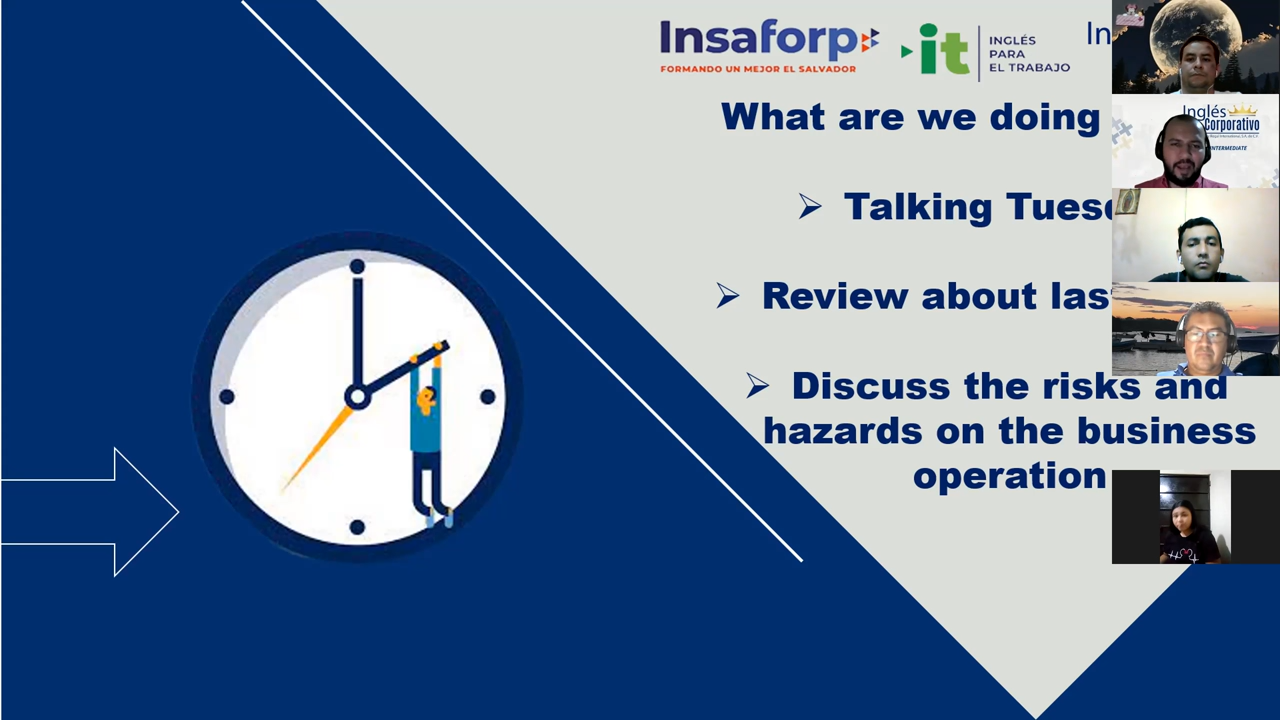 Insaforp
FORMANDO UN MEJOR EL SALVADOR
it
INGLÉS
PARA
EL TRABAJO
In
Inglés
Corporativo
INTERMEDIATE
What are we doing
➢ Talking Tues
➢ Review about las
➢ Discuss the risks and
hazards on the business
operation